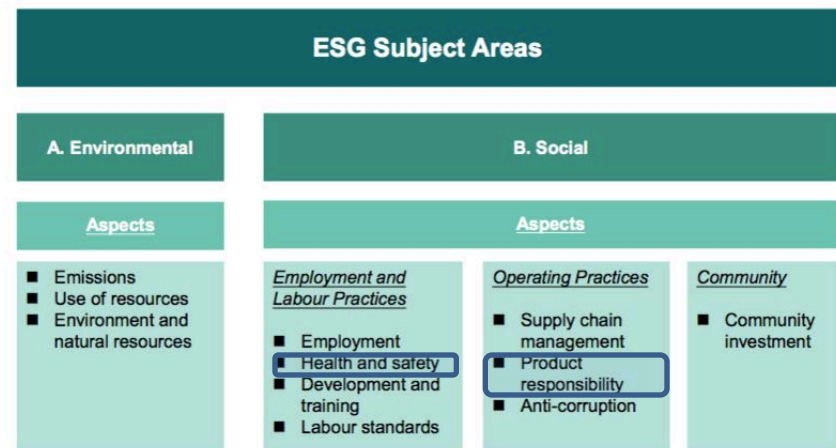 ESG Subject Areas
A. Environmental
B. Social
Aspects
Aspects
■ Emissions
■ Use of resources
■ Environment and
natural resources
Employment and
Labour Practices
■ Employment
■ Health and safety
■ Development and
training
■ Labour standards
Operating Practices
■ Supply chain
management
■ Product
responsibility
■ Anti-corruption
Community
■ Community
investment